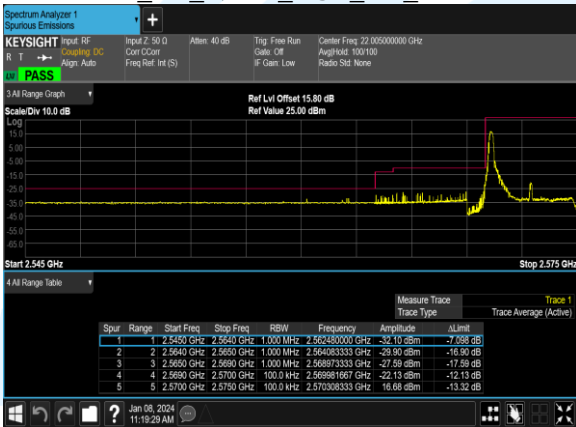 Spectrum Analyzer 1
Spurious Emissions
+
KEYSIGHT Input: RF Input Z: 50 Ω Atten: 40 dB Trig: Free Run Center Freq: 22.005000000 GHz
R T Coupling: DC Corr CCorr Gate: Off Avg|Hold: 100/100
Align: Auto Freq Ref: Int (S) IF Gain: Low Radio Std: None
PASS
3 All Range Graph
Ref Lvl Offset 15.80 dB
Scale/Div 10.0 dB Ref Value 25.00 dBm
Log
15.0
5.00
-5.00
-15.0
-25.0
-35.0
-45.0
-55.0
-65.0
Start 2.545 GHz Stop 2.575 GHz
4 All Range Table
Measure Trace Trace 1
Trace Type Trace Average (Active)
Spur Range Start Freq Stop Freq RBW Frequency Amplitude ΔLimit
1 1 2.5450 GHz 2.5640 GHz 1.000 MHz 2.562480000 GHz -32.10 dBm -7.098 dB
2 2 2.5640 GHz 2.5650 GHz 1.000 MHz 2.564083333 GHz -29.90 dBm -16.90 dB
3 3 2.5650 GHz 2.5690 GHz 1.000 MHz 2.568973333 GHz -27.59 dBm -17.59 dB
4 4 2.5690 GHz 2.5700 GHz 100.0 kHz 2.569981667 GHz -22.13 dBm -12.13 dB
5 5 2.5700 GHz 2.5750 GHz 100.0 kHz 2.570308333 GHz 16.68 dBm -13.32 dB
?
Jan 08, 2024
11:19:29 AM